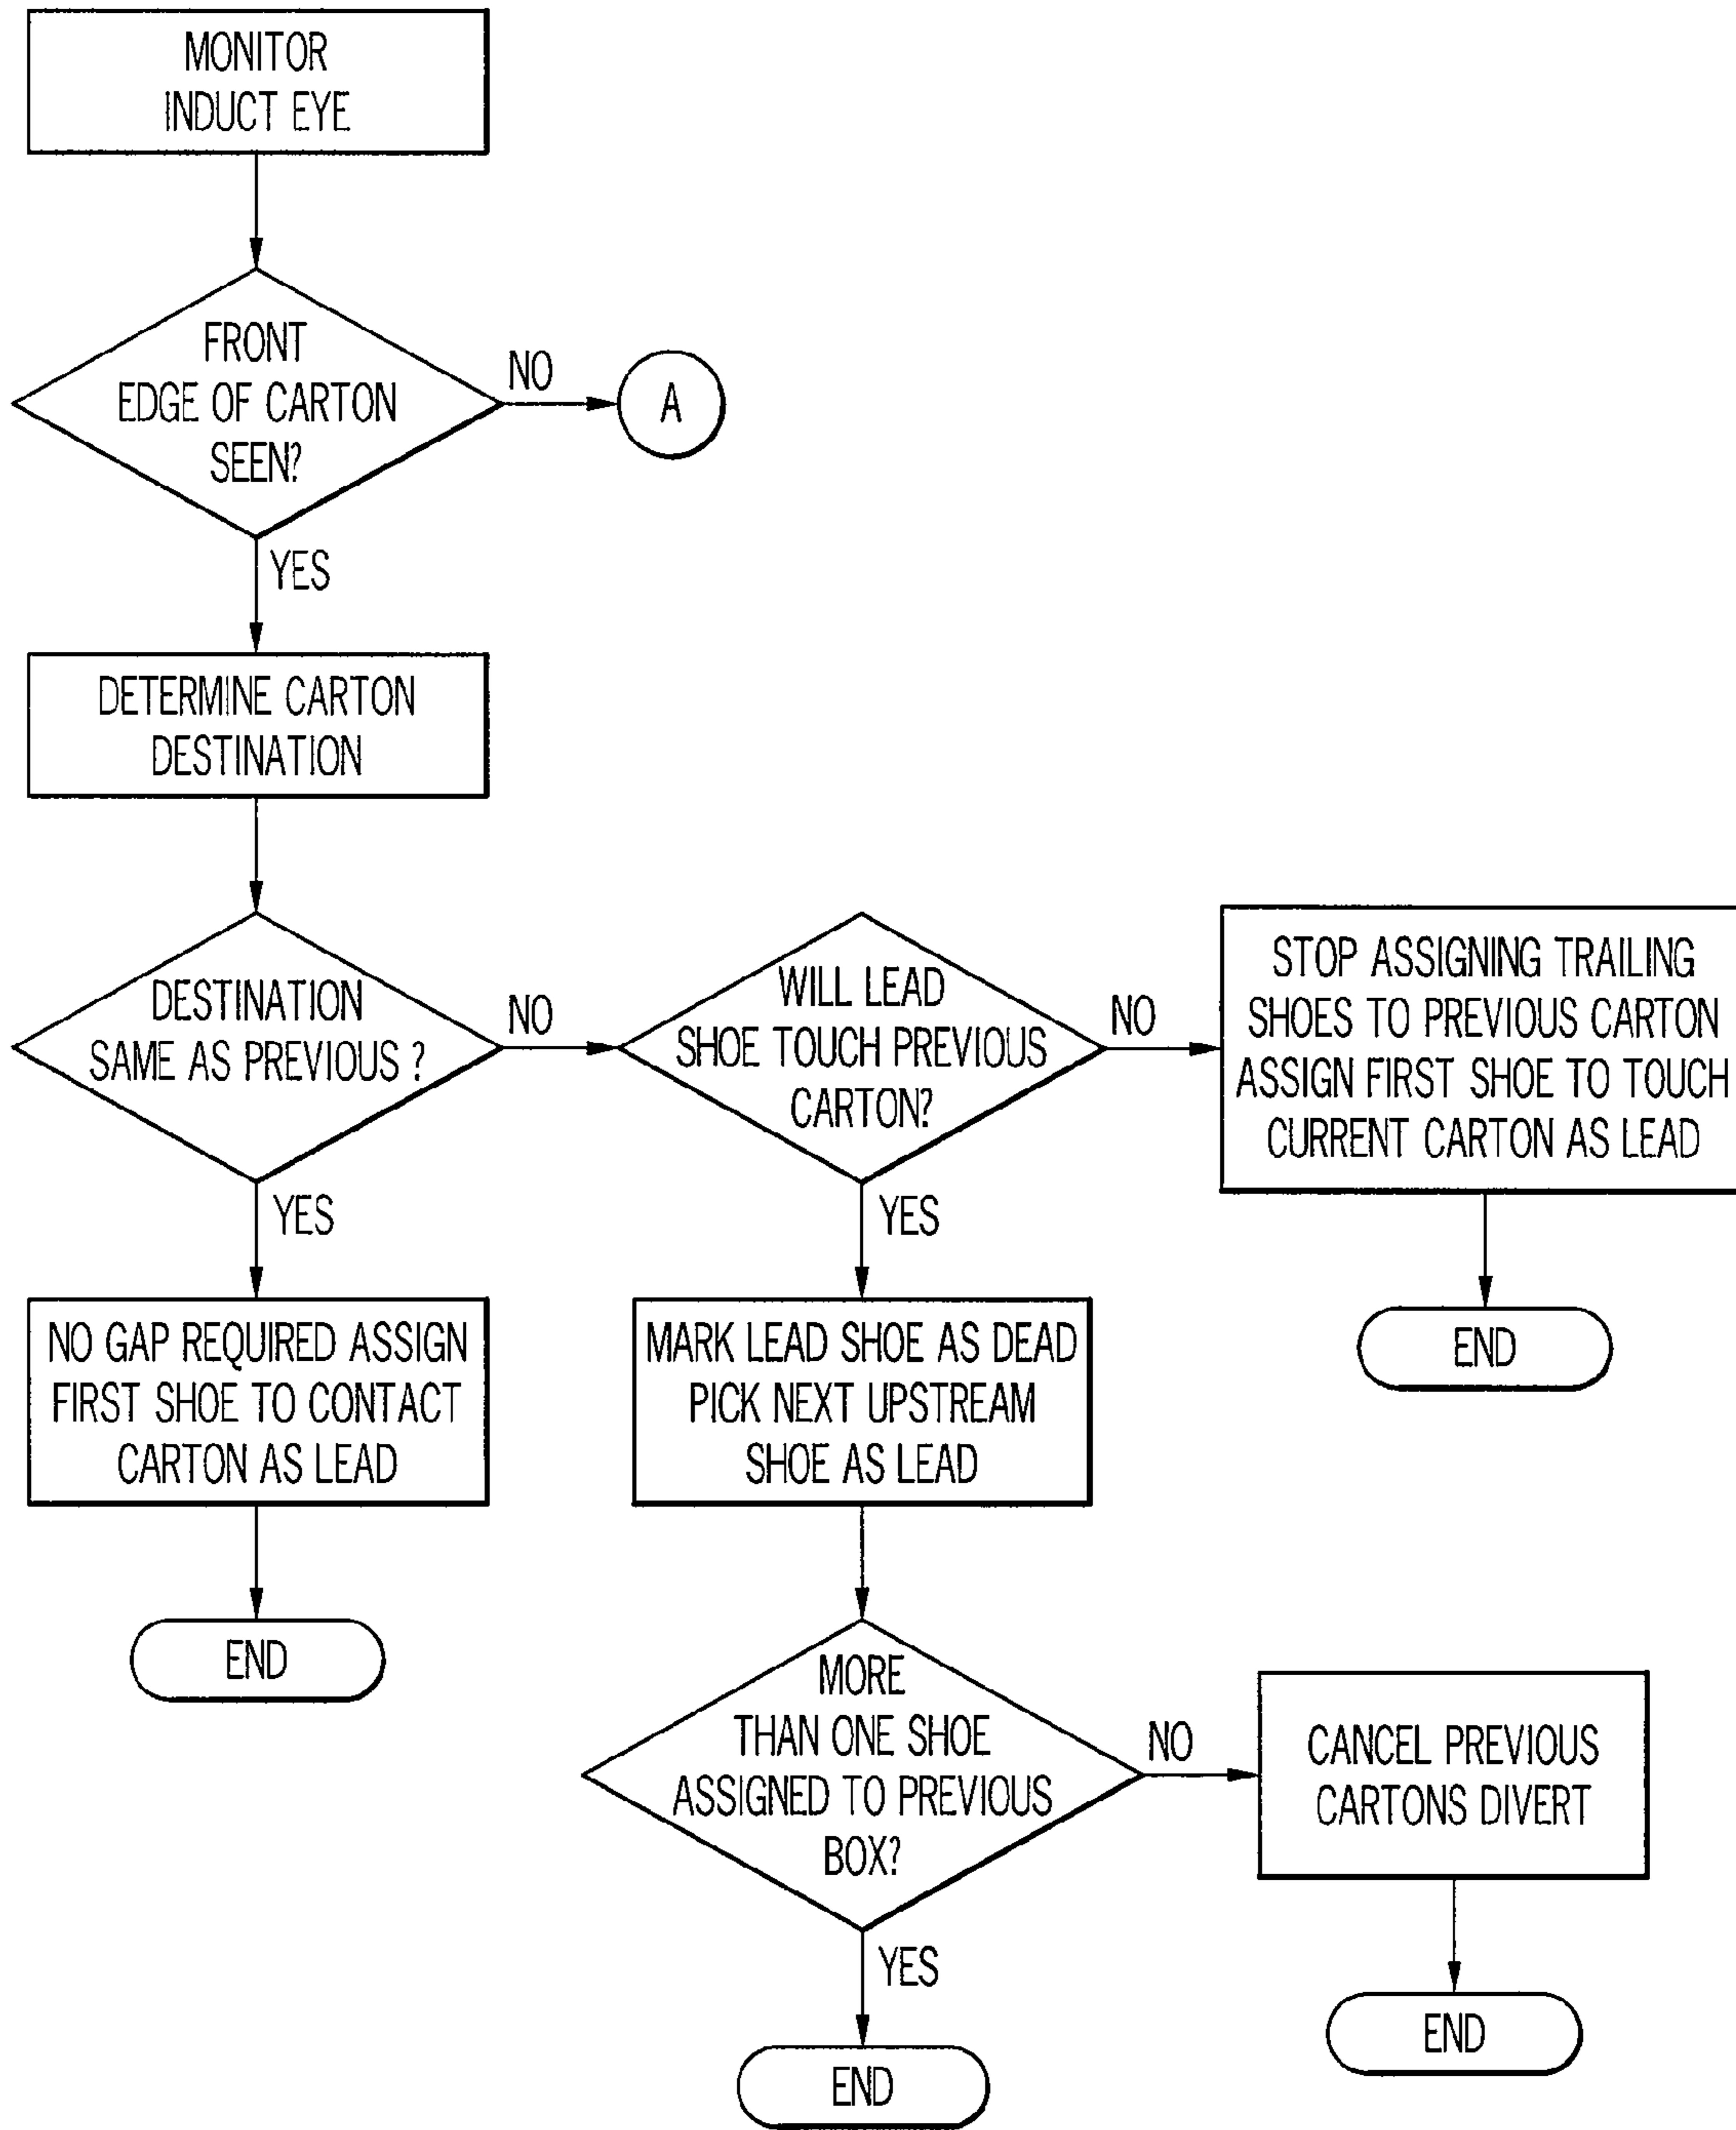 MONITOR
INDUCT EYE
FRONT
EDGE OF CARTON
SEEN?
NO
A
YES
DETERMINE CARTON
DESTINATION
DESTINATION
SAME AS PREVIOUS ?
NO
WILL LEAD
SHOE TOUCH PREVIOUS
CARTON?
NO
STOP ASSIGNING TRAILING
SHOES TO PREVIOUS CARTON
ASSIGN FIRST SHOE TO TOUCH
CURRENT CARTON AS LEAD
YES
YES
NO GAP REQUIRED ASSIGN
FIRST SHOE TO CONTACT
CARTON AS LEAD
MARK LEAD SHOE AS DEAD
PICK NEXT UPSTREAM
SHOE AS LEAD
END
END
MORE
THAN ONE SHOE
ASSIGNED TO PREVIOUS
BOX?
NO
CANCEL PREVIOUS
CARTONS DIVERT
YES
END
END